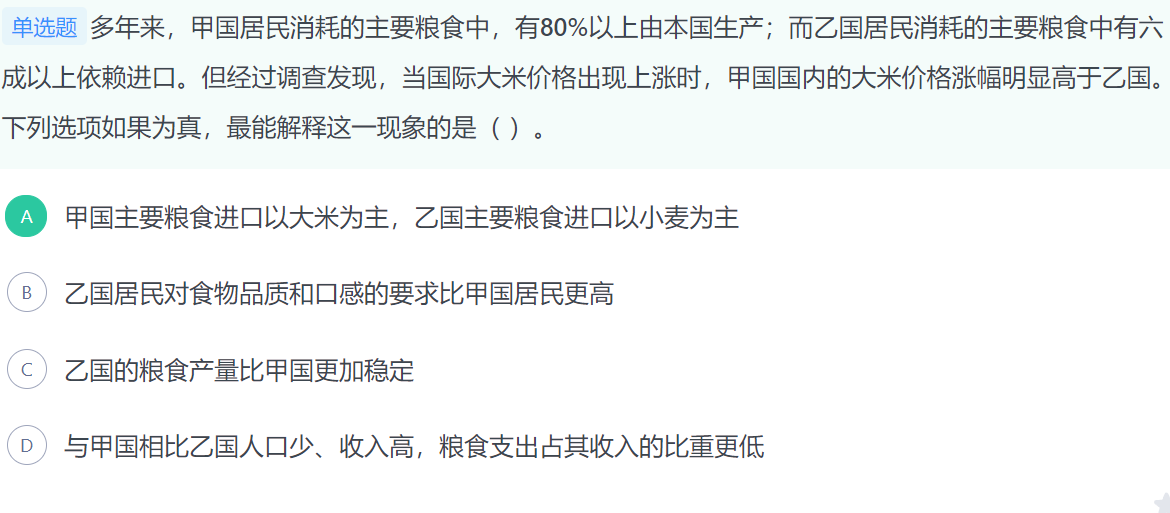 单选题 多年来，甲国居民消耗的主要粮食中，有80%以上由本国生产；而乙国居民消耗的主要粮食中有六
成以上依赖进口。但经过调查发现，当国际大米价格出现上涨时，甲国国内的大米价格涨幅明显高于乙国。
下列选项如果为真，最能解释这一现象的是（ ）。
A 甲国主要粮食进口以大米为主，乙国主要粮食进口以小麦为主
B 乙国居民对食物品质和口感的要求比甲国居民更高
C 乙国的粮食产量比甲国更加稳定
D 与甲国相比乙国人口少、收入高，粮食支出占其收入的比重更低